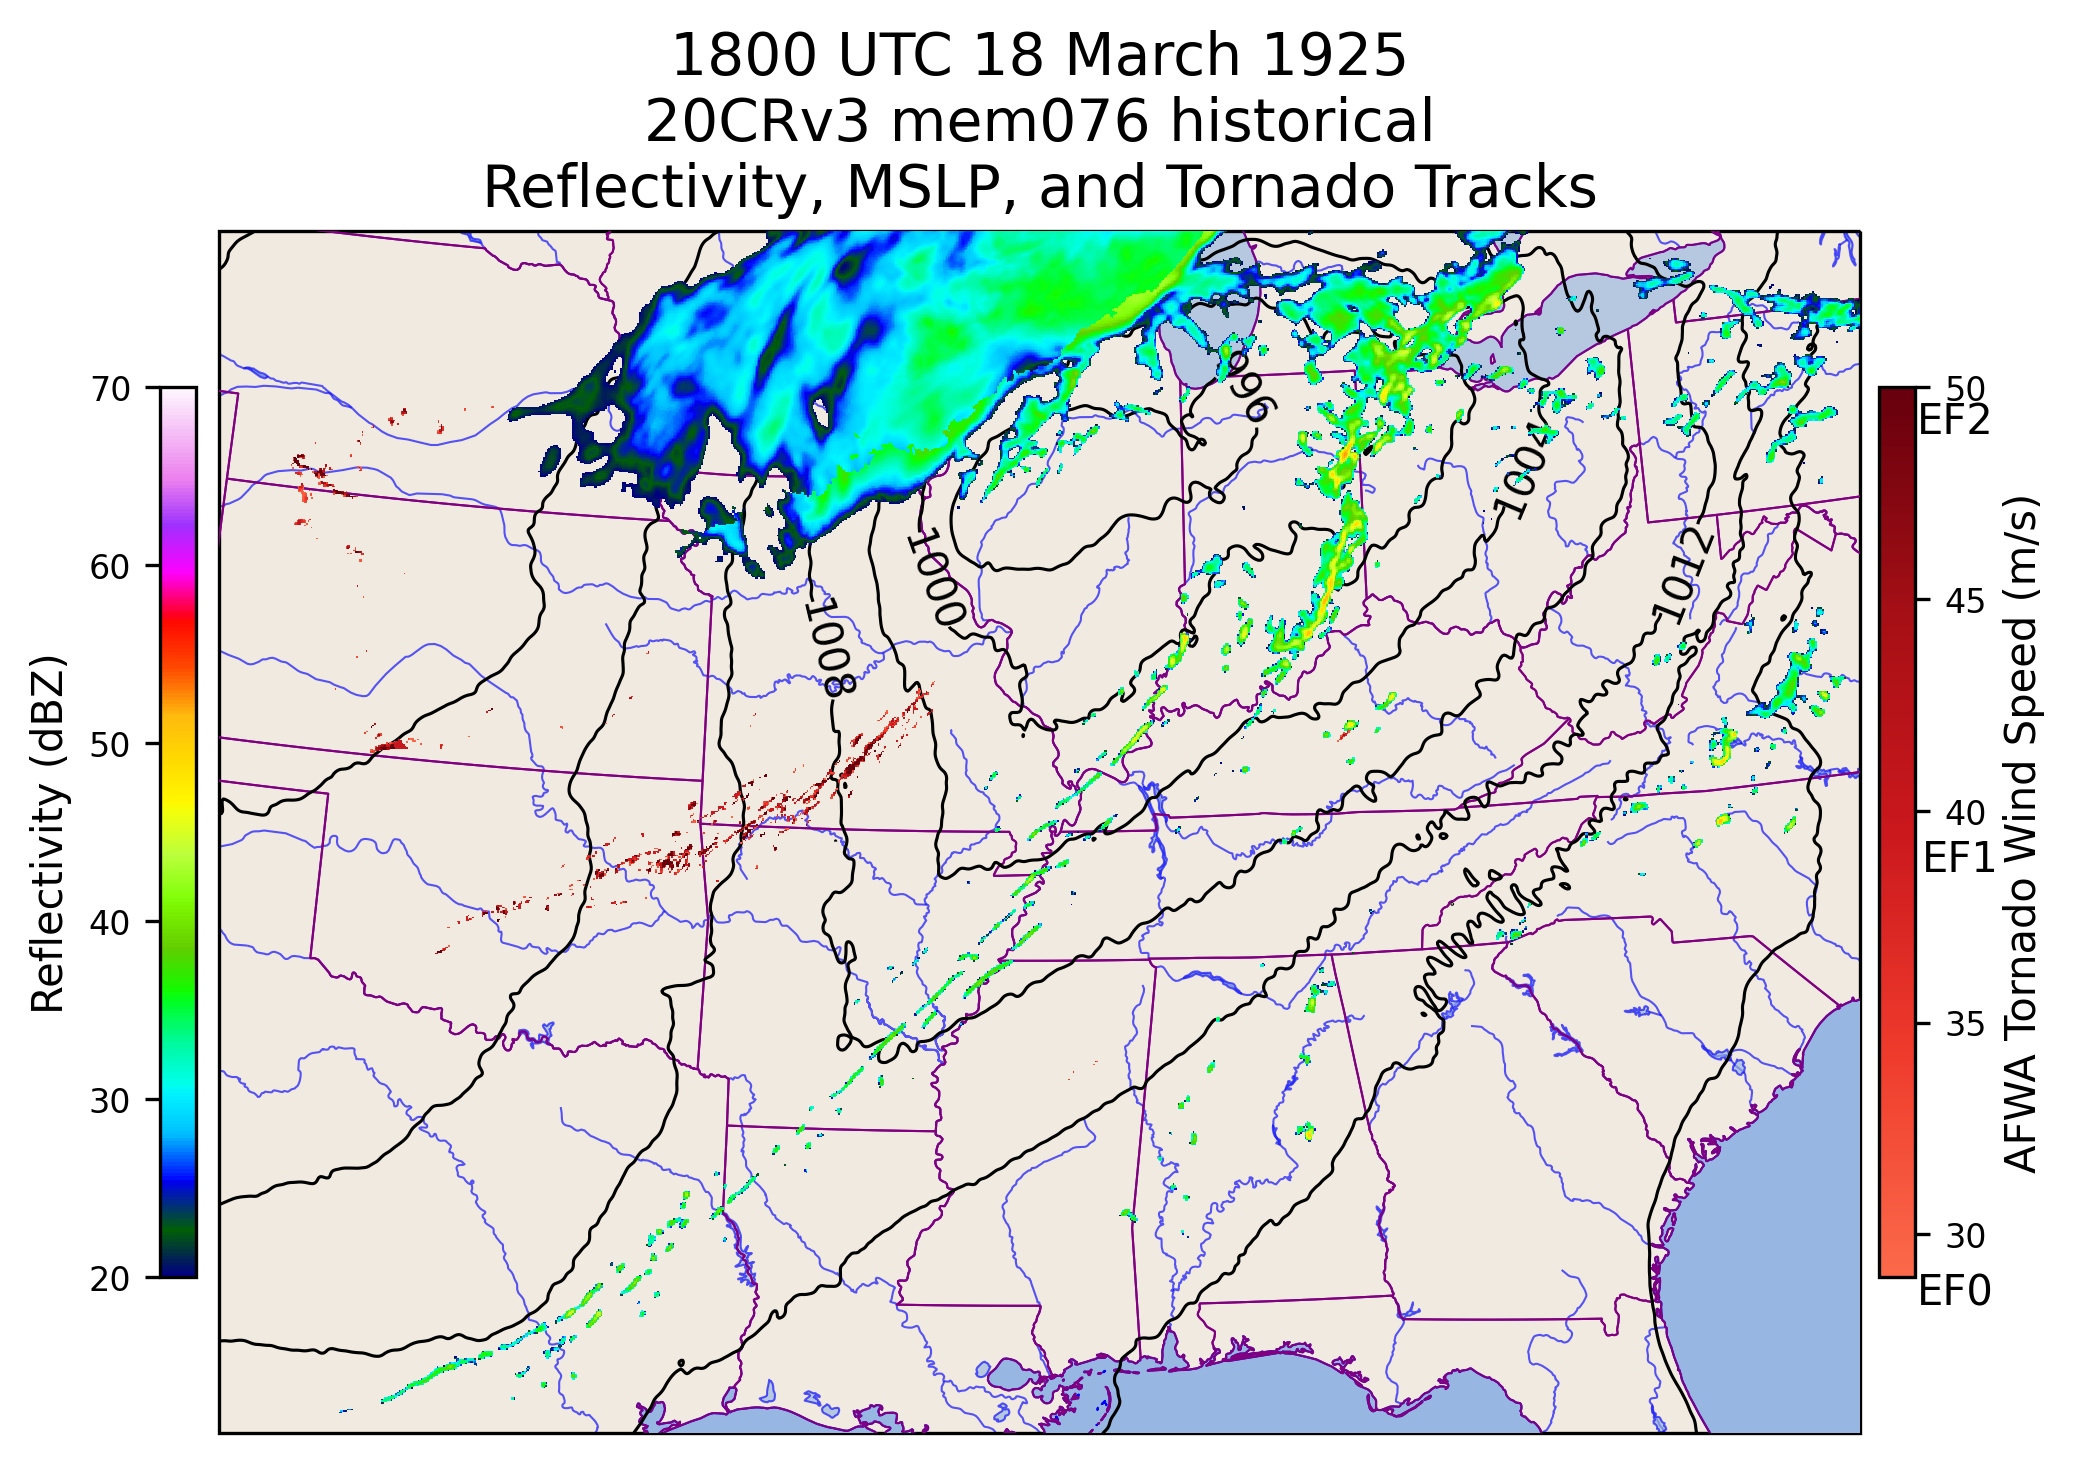 1800 UTC 18 March 1925
20CRv3 mem076 historical
Reflectivity, MSLP, and Tornado Tracks
Reflectivity (dBZ)
70
60
50
40
30
20
996
1004
1000
1012
1008
50
EF2
45
40
EF1
35
30
EF0
AFWA Tornado Wind Speed (m/s)